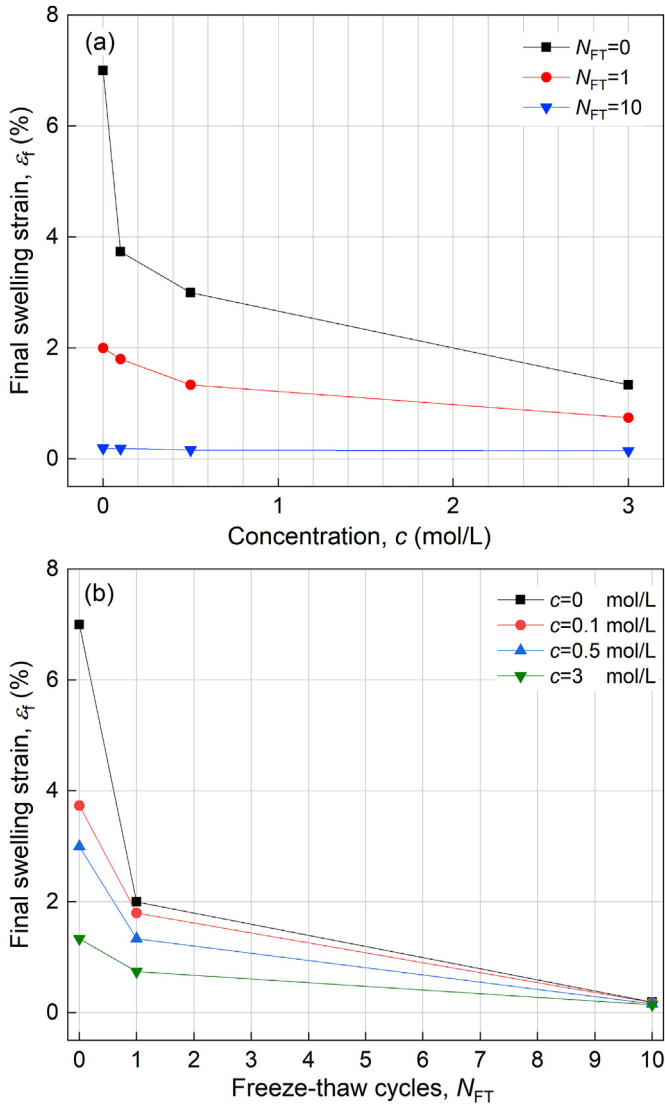 (a)
N_FT=0
N_FT=1
N_FT=10
8
6
4
2
0
Final swelling strain, ε_f (%)
0 1 2 3
Concentration, c (mol/L)
(b)
c=0 mol/L
c=0.1 mol/L
c=0.5 mol/L
c=3 mol/L
8
6
4
2
0
Final swelling strain, ε_f (%)
0 1 2 3 4 5 6 7 8 9 10
Freeze-thaw cycles, N_FT